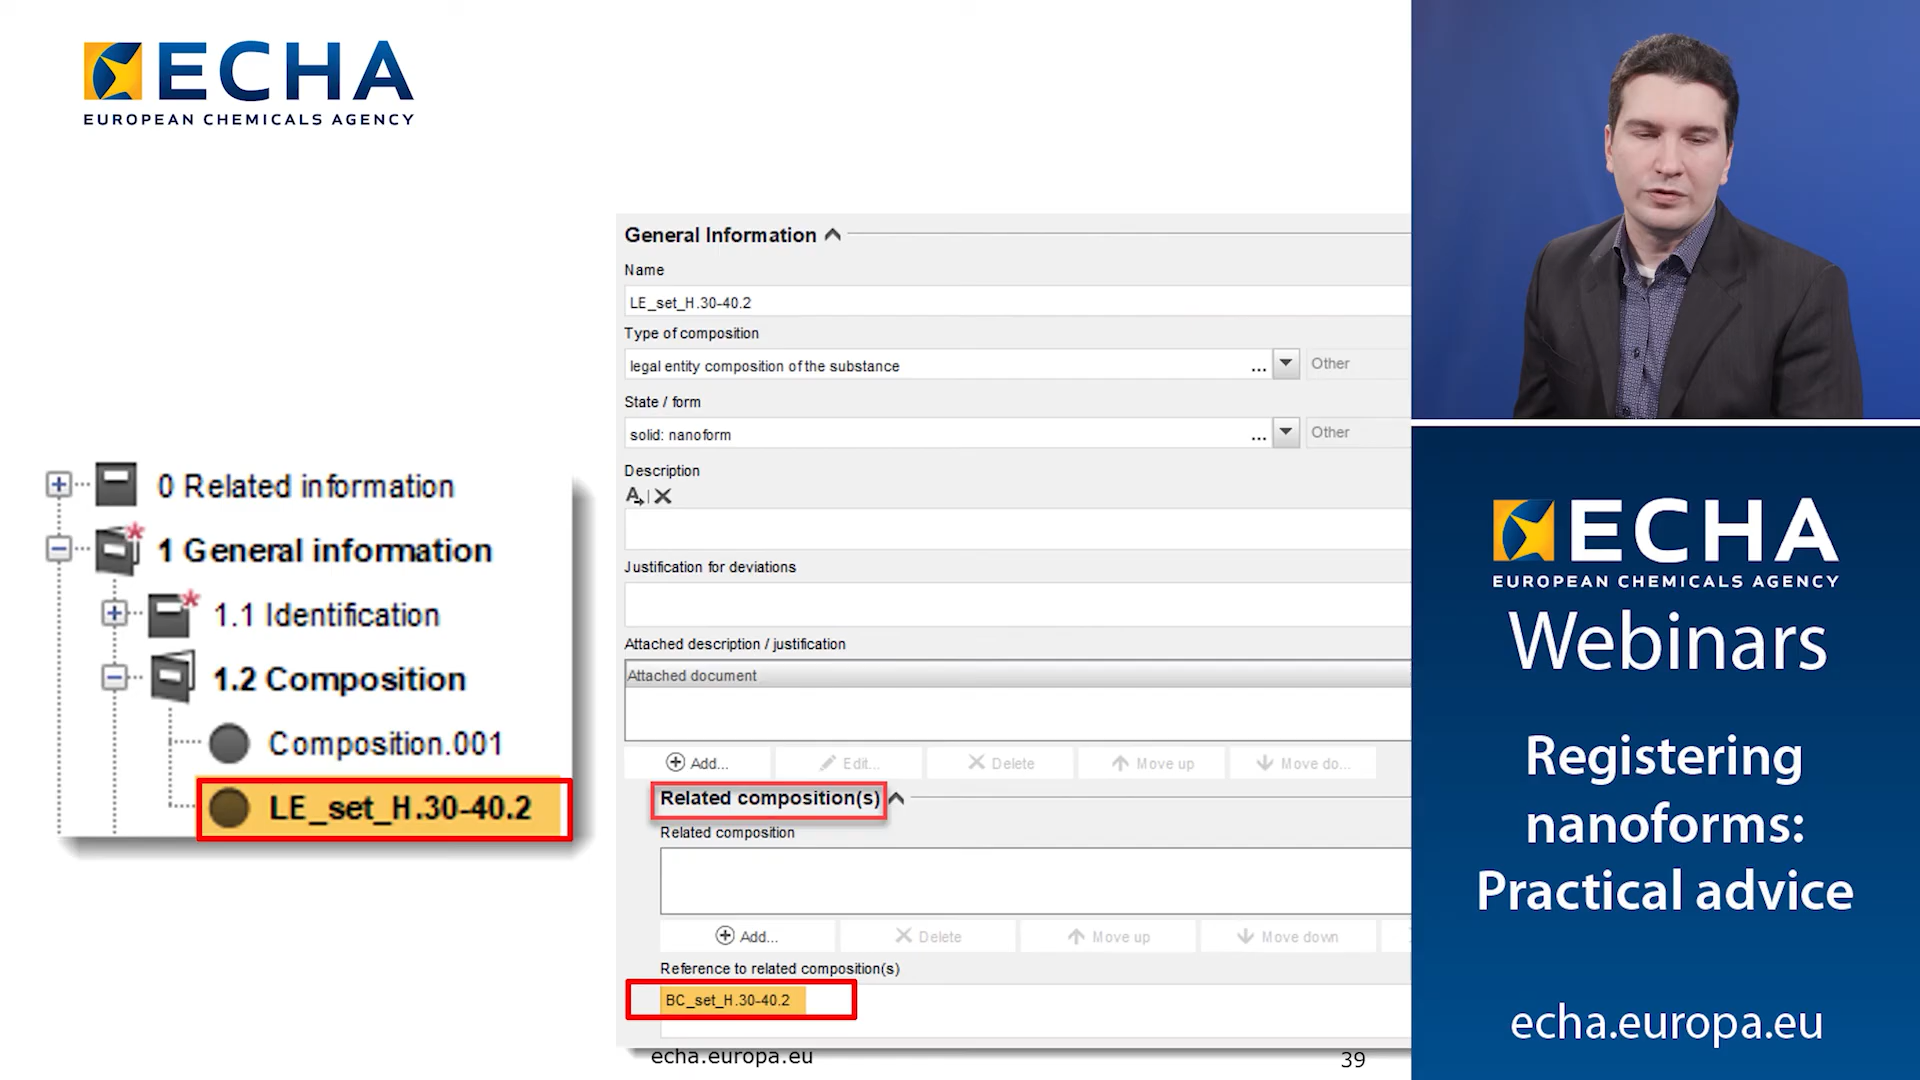 ECHA
EUROPEAN CHEMICALS AGENCY
0 Related information
1 General information
1.1 Identification
1.2 Composition
Composition.001
LE_set_H.30-40.2
General Information
Name
LE_set_H.30-40.2
Type of composition
legal entity composition of the substance ... Other
State / form
solid: nanoform ... Other
Description
A
Justification for deviations
Attached description / justification
Attached document
Add... Edit... Delete Move up Move do...
Related composition(s)
Related composition
Add... Delete Move up Move down
Reference to related composition(s)
BC_set_H.30-40.2
echa.europa.eu
39
ECHA
EUROPEAN CHEMICALS AGENCY
Webinars
Registering
nanoforms:
Practical advice
echa.europa.eu